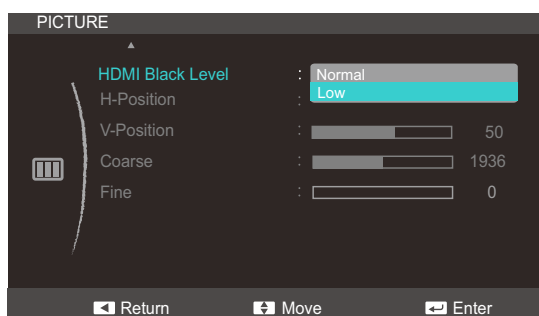 PICTURE
HDMI Black Level : Normal
Low
H-Position :
V-Position : 50
Coarse : 1936
Fine : 0
Return Move Enter